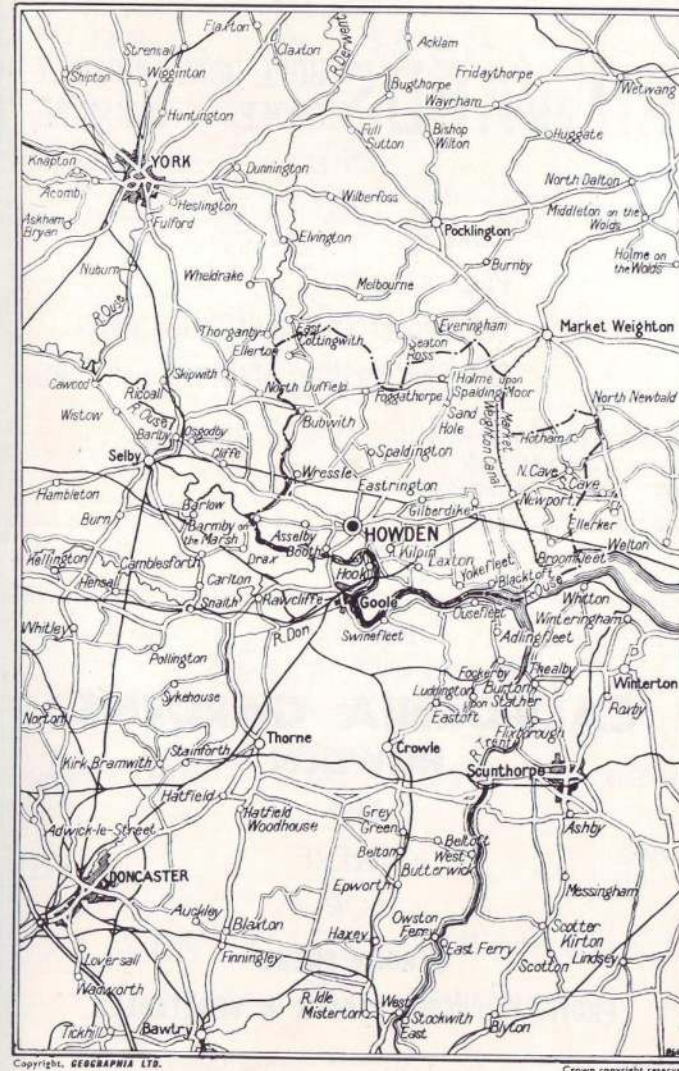 Flaxton
Acklam
Strensall
Claxton
R. Derwent
Fridaythorpe
Shipton
Wigginton
Bugthorpe
Wetwang
Wayrham
Huntington
Full
Sutton
Bishop
Wilton
Huggate
YORK
Knapton
Dunnington
North Dalton
Acomb
Heslington
Wilberfoss
Middleton on the
Wolds
Askham
Bryan
Fulford
Pocklington
Elvington
Holme on
the Wolds
Nuburn
Burnby
Wheldrake
Melbourne
R. Ouse
Everingham
Market Weighton
Thorganby
East
Cottingwith
Seaton
Ross
Ellerton
Cawood
Riccall
Skipwith
North Duffield
Foggathorpe
Holme upon
Spalding Moor
North Newbald
Wistow
R. Ouse
Bubwith
Sand
Hole
Market
Weighton Canal
Barlby
Osgodby
Hotham
Selby
Cliffe
Spaldington
N. Cave
S. Cave
Wressle
Hambleton
Eastrington
Newport
Gilberdike
Barlow
Burn
Barmby on
the Marsh
Asselby
HOWDEN
Ellerker
Welton
Booth
Kilpin
Broomfleet
Kellington
Camblesforth
Drax
Laxton
Hensall
Carlton
Hook
Yokefleet
Blacktoft
R. Ouse
Snaith
Rawcliffe
Goole
Ousefleet
Whitton
Whitley
R. Don
Swinefleet
Winteringham
Adlingfleet
Pollington
Fockerby
Thealby
Winterton
Sykehouse
Luddington
Burton
upon
Stather
Roxby
Norton
Eastoft
Flixborough
Thorne
Crowle
R. Trent
Kirk Bramwith
Stainforth
Scunthorpe
Hatfield
Hatfield
Woodhouse
Grey
Green
Ashby
Adwick-le-Street
Beltoft
Belton
West
Butterwick
DONCASTER
Epworth
Messingham
Auckley
Blaxton
Owston
Ferry
Scotter
Haxey
East Ferry
Kirton
Lindsey
Loversall
Finningley
Scotton
Wadworth
R. Idle
Misterton
West
Stockwith
East
Tickhill
Bawtry
Blyton
Copyright, GEOGRAPHIA LTD.
Crown copyright reserve